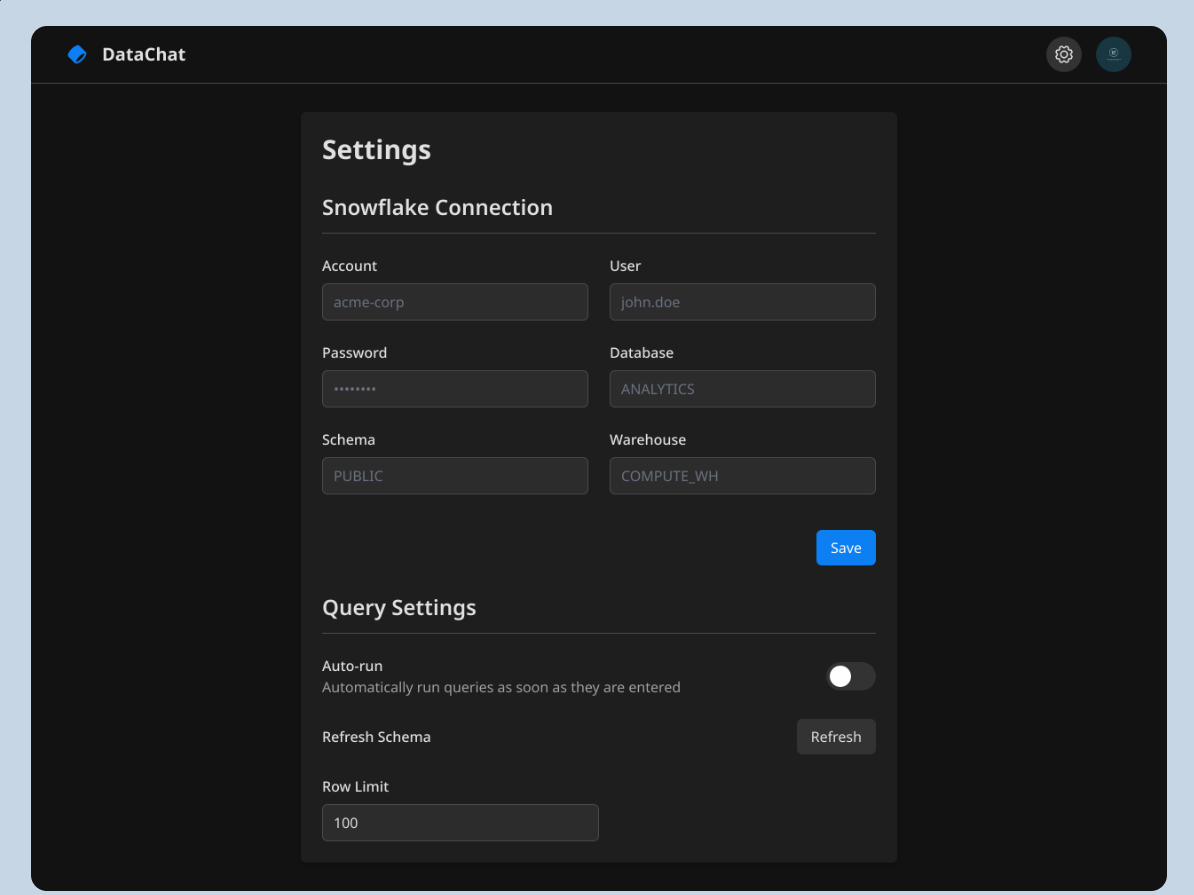 DataChat
Settings
Snowflake Connection
Account User
acme-corp john.doe
Password Database
•••••••• ANALYTICS
Schema Warehouse
PUBLIC COMPUTE_WH
Save
Query Settings
Auto-run
Automatically run queries as soon as they are entered
Refresh Schema Refresh
Row Limit
100